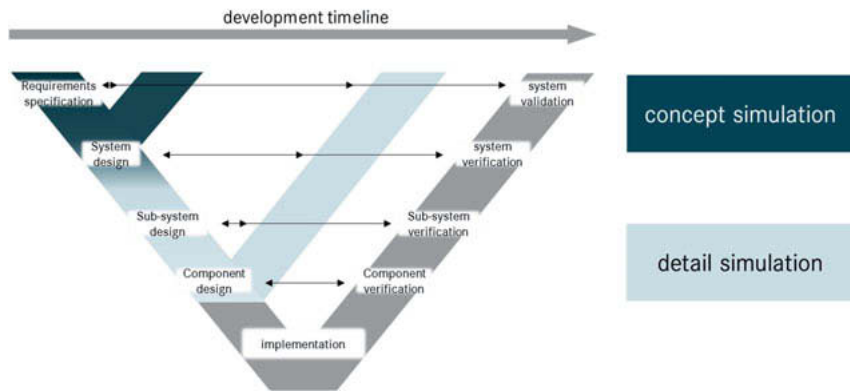 development timeline
Requirements
specification
system
validation
concept simulation
System
design
system
verification
Sub-system
design
Sub-system
verification
detail simulation
Component
design
Component
verification
implementation